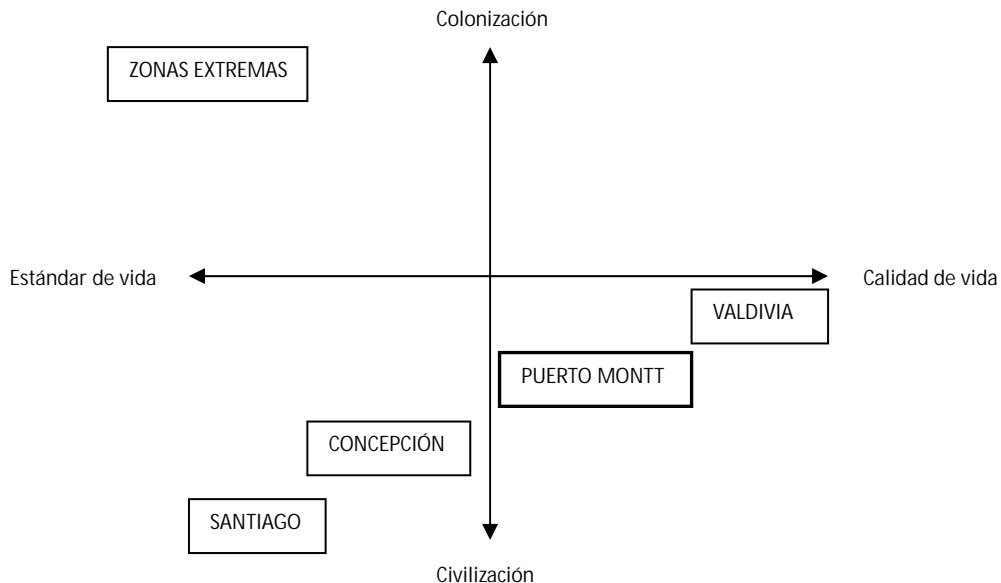 Colonización
ZONAS EXTREMAS
Estándar de vida
Calidad de vida
VALDIVIA
PUERTO MONTT
CONCEPCIÓN
SANTIAGO
Civilización